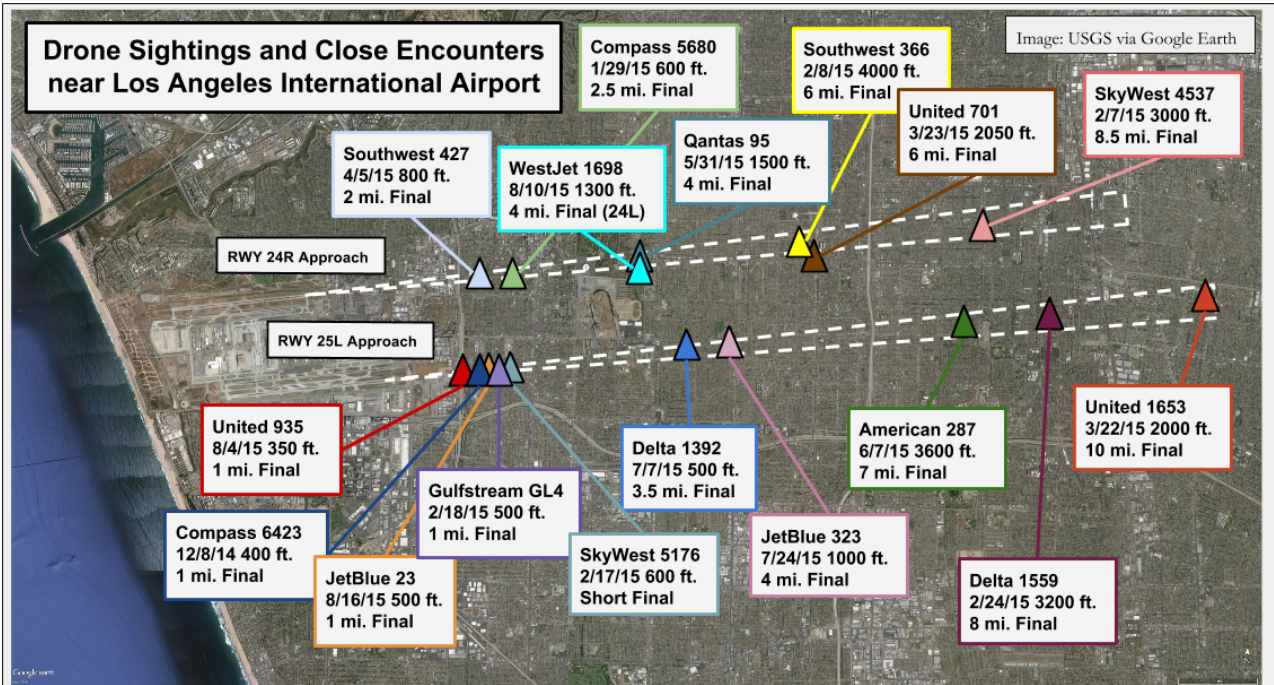 Drone Sightings and Close Encounters
near Los Angeles International Airport
Image: USGS via Google Earth
Compass 5680
1/29/15 600 ft.
2.5 mi. Final
Southwest 366
2/8/15 4000 ft.
6 mi. Final
United 701
3/23/15 2050 ft.
6 mi. Final
SkyWest 4537
2/7/15 3000 ft.
8.5 mi. Final
Southwest 427
4/5/15 800 ft.
2 mi. Final
WestJet 1698
8/10/15 1300 ft.
4 mi. Final (24L)
Qantas 95
5/31/15 1500 ft.
4 mi. Final
RWY 24R Approach
RWY 25L Approach
United 935
8/4/15 350 ft.
1 mi. Final
Compass 6423
12/8/14 400 ft.
1 mi. Final
JetBlue 23
8/16/15 500 ft.
1 mi. Final
Gulfstream GL4
2/18/15 500 ft.
1 mi. Final
SkyWest 5176
2/17/15 600 ft.
Short Final
Delta 1392
7/7/15 500 ft.
3.5 mi. Final
JetBlue 323
7/24/15 1000 ft.
4 mi. Final
American 287
6/7/15 3600 ft.
7 mi. Final
Delta 1559
2/24/15 3200 ft.
8 mi. Final
United 1653
3/22/15 2000 ft.
10 mi. Final
Google earth